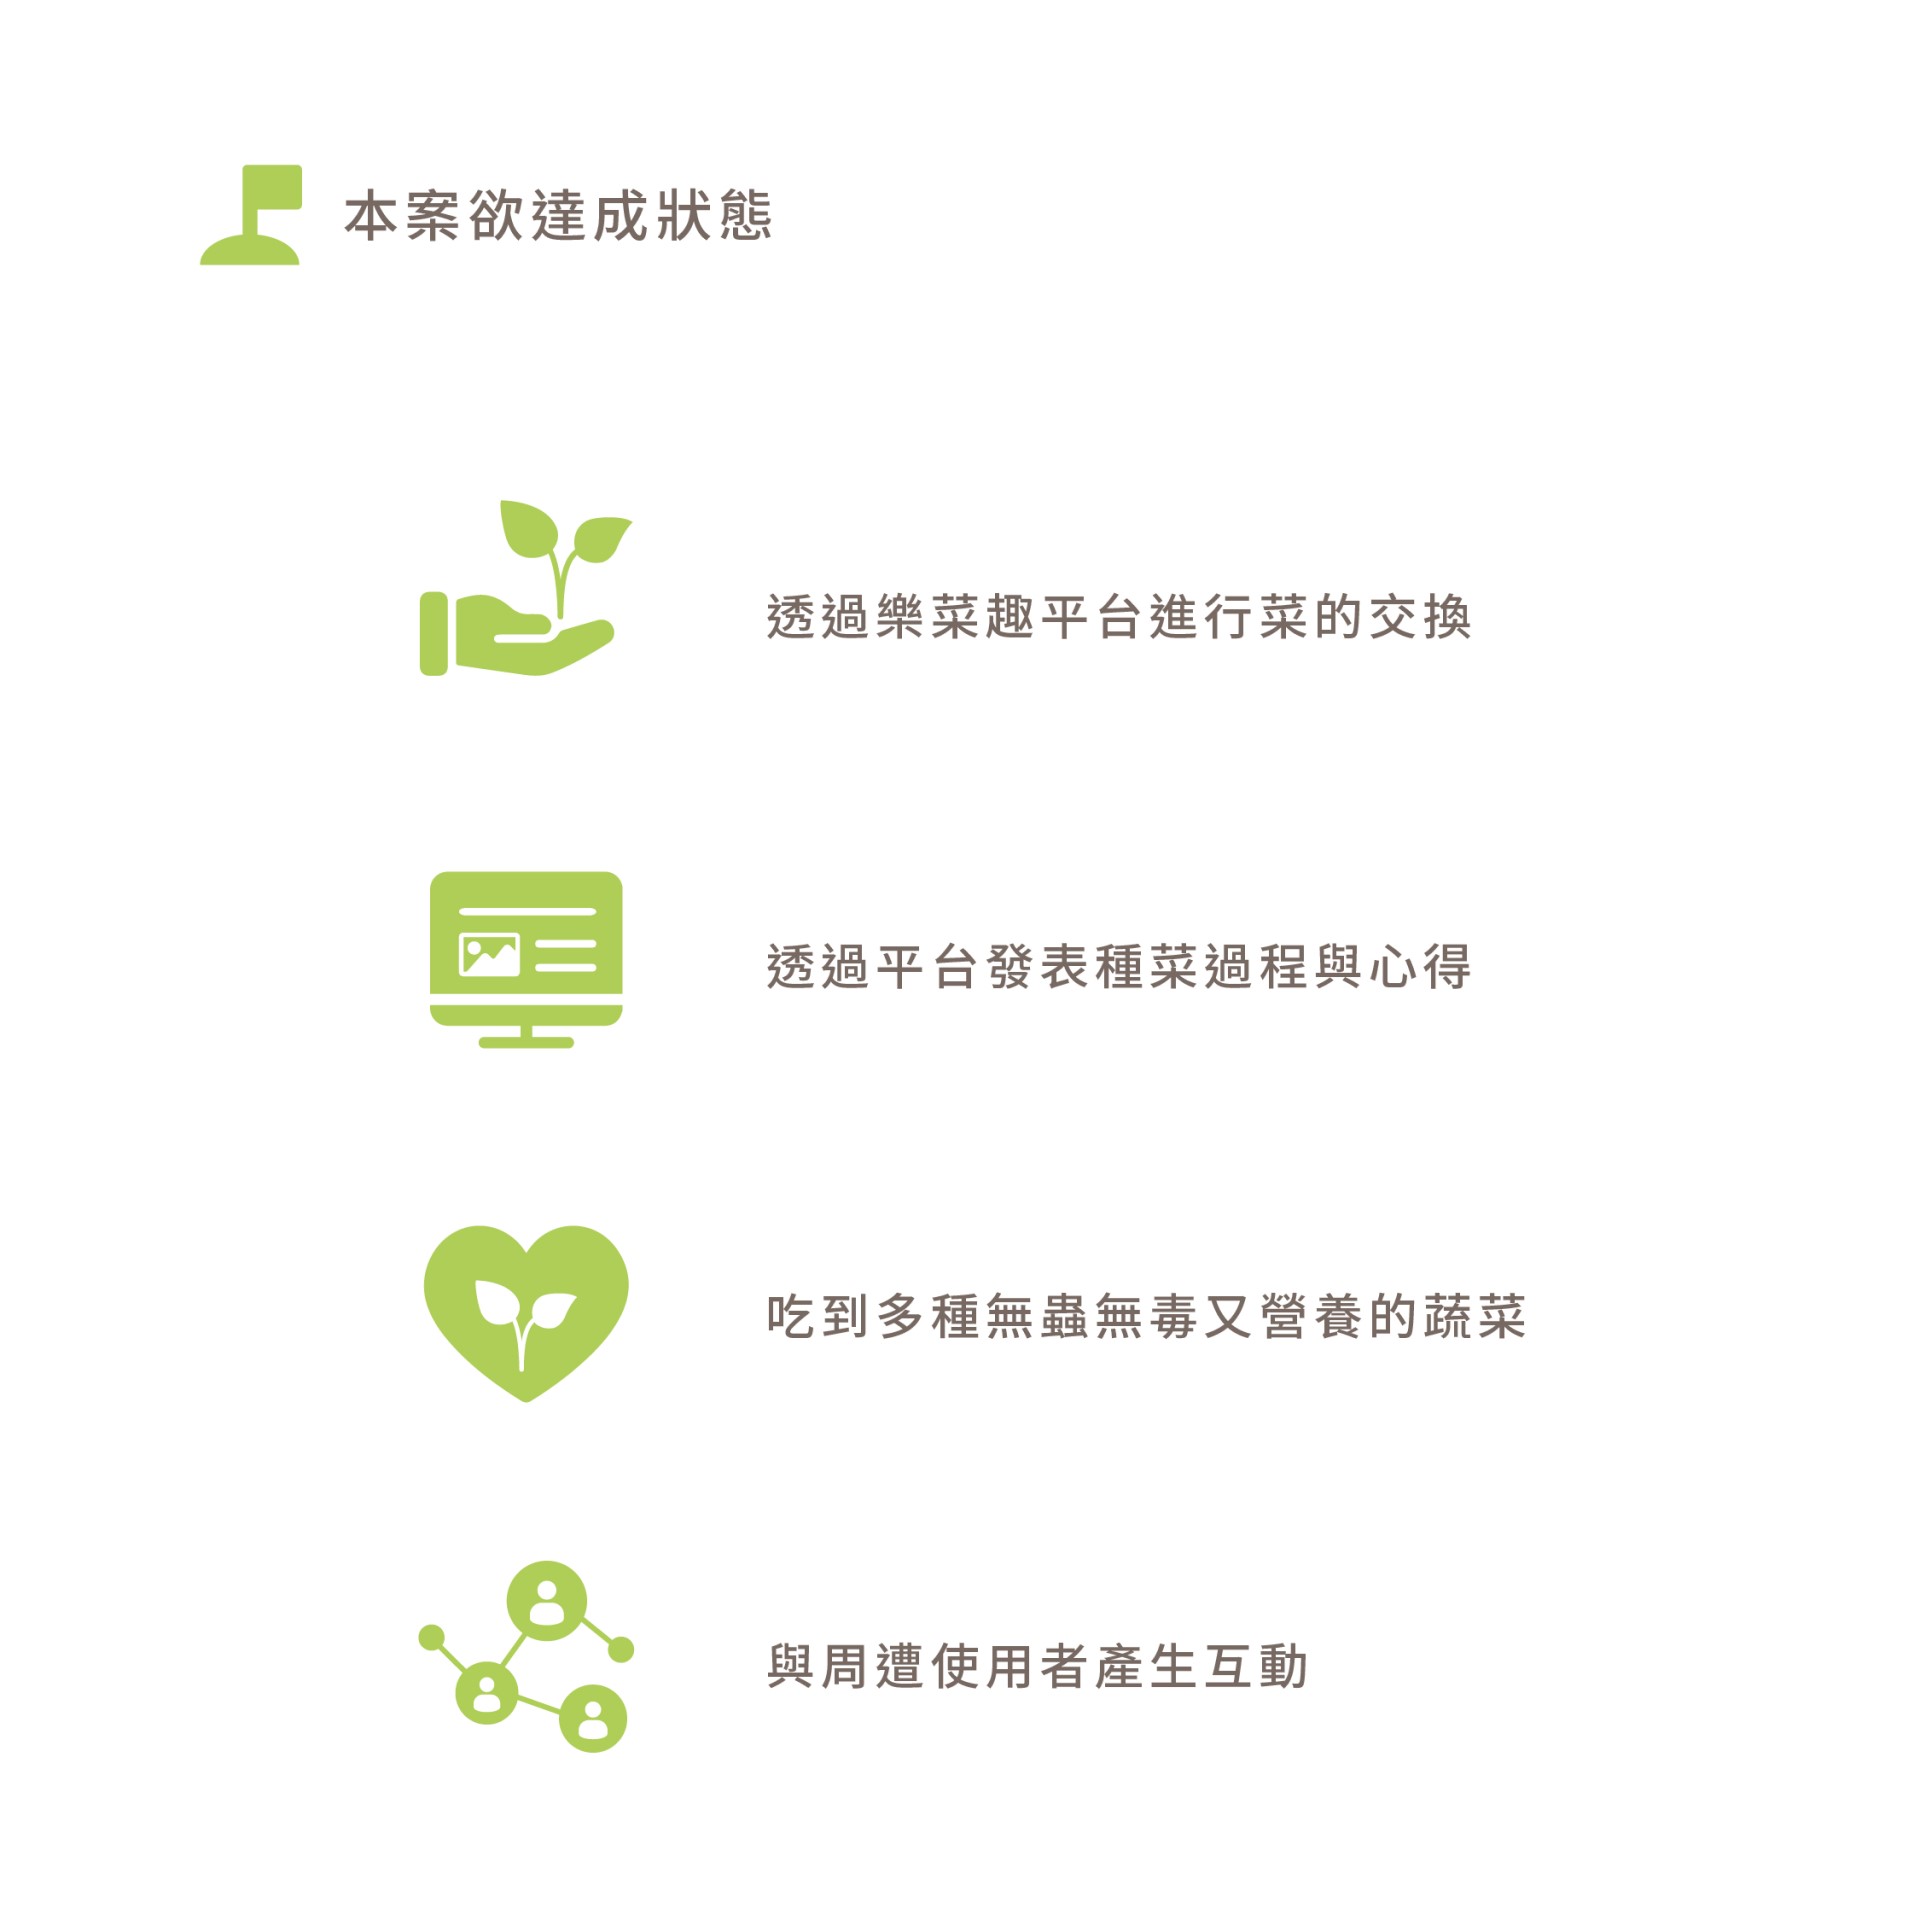 本案欲達成狀態
透過樂菜趣平台進行菜的交換
透過平台發表種菜過程與心得
吃到多種無蟲無毒又營養的蔬菜
與周遭使用者產生互動